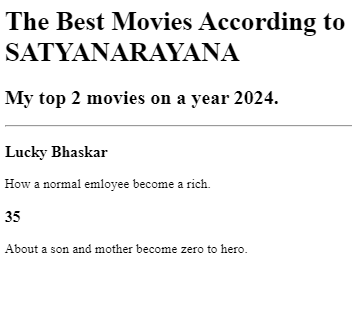 The Best Movies According to
SATYANARAYANA
My top 2 movies on a year 2024.
Lucky Bhaskar
How a normal emloyee become a rich.
35
About a son and mother become zero to hero.